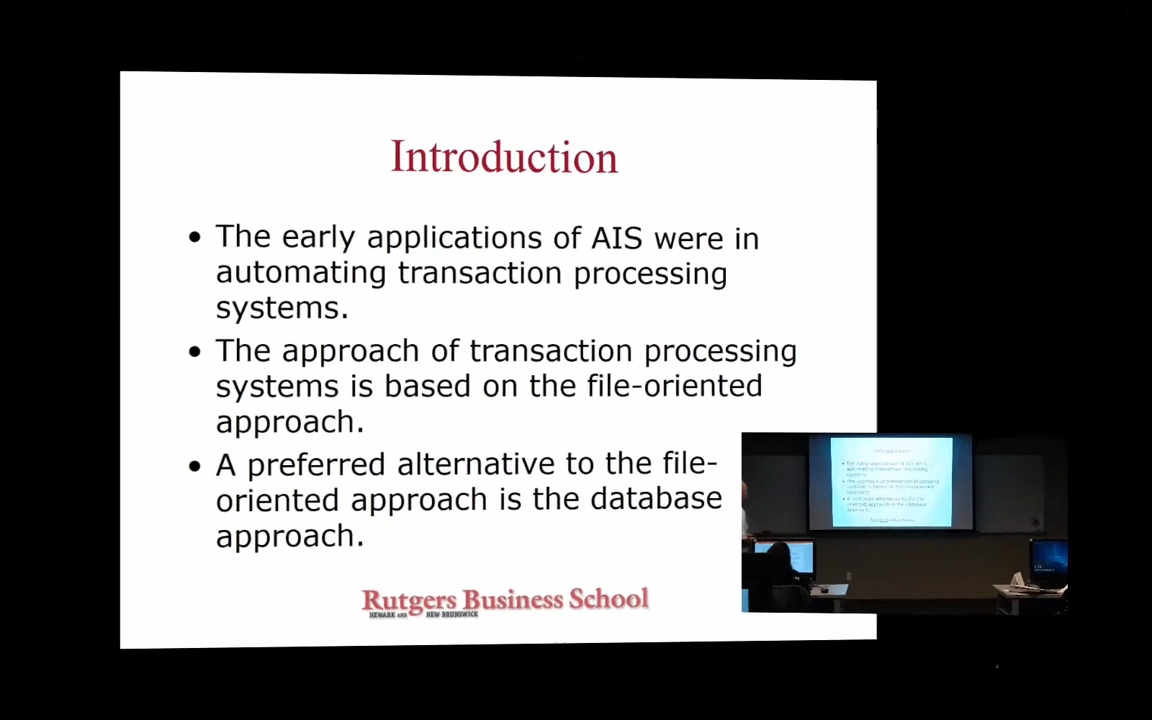 Introduction
• The early applications of AIS were in
automating transaction processing
systems.
• The approach of transaction processing
systems is based on the file-oriented
approach.
• A preferred alternative to the file-
oriented approach is the database
approach.
Rutgers Business School
NEWARK AND NEW BRUNSWICK